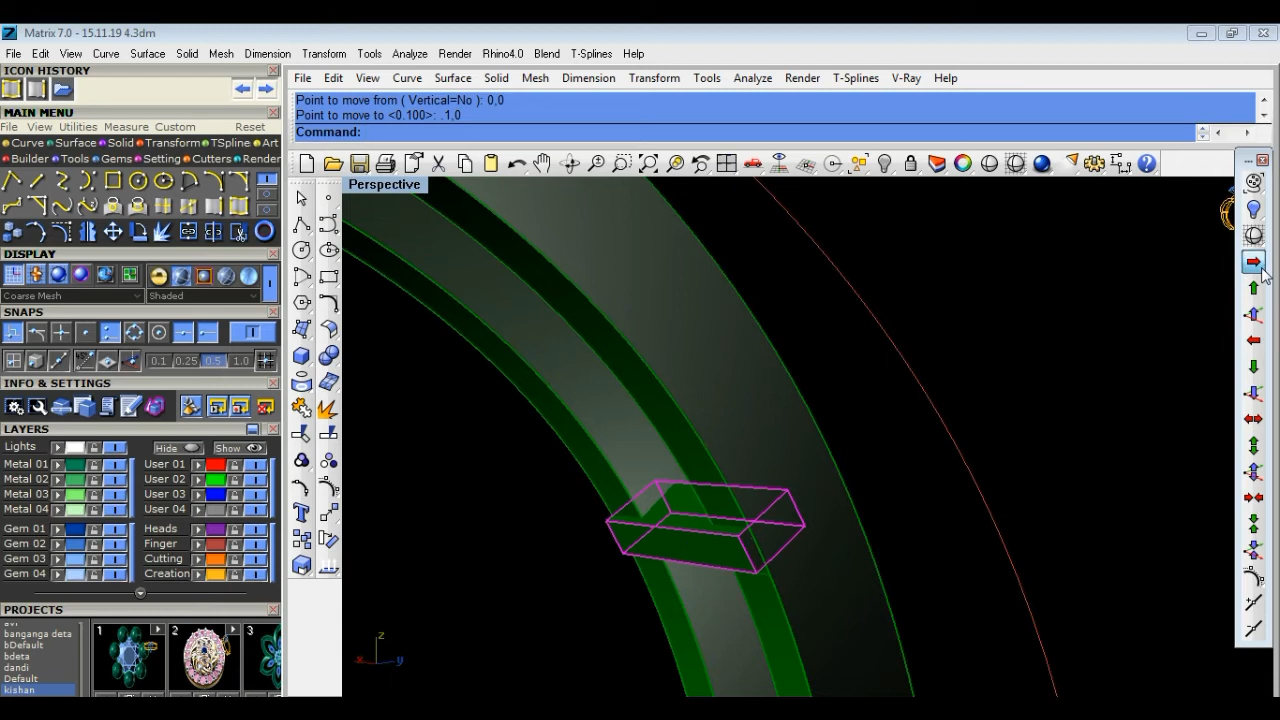 Matrix 7.0 - 15.11.19 4.3dm
File Edit View Curve Surface Solid Mesh Dimension Transform Tools Analyze Render Rhino4.0 Blend T-Splines Help
ICON HISTORY
MAIN MENU
File View Utilities Measure Custom Reset
Curve Surface Solid Transform TSpline Art
Builder Tools Gems Setting Cutters Render
DISPLAY
Coarse Mesh Shaded
SNAPS
0.1 0.25 0.5 1.0
INFO & SETTINGS
LAYERS
Lights Hide Show
Metal 01 User 01
Metal 02 User 02
Metal 03 User 03
Metal 04 User 04
Gem 01 Heads
Gem 02 Finger
Gem 03 Cutting
Gem 04 Creation
PROJECTS
banganga deta
bDefault
bdeta
dandi
Default
kishan
1 2 3
File Edit View Curve Surface Solid Mesh Dimension Transform Tools Analyze Render T-Splines V-Ray Help
Point to move from ( Vertical=No ): 0,0
Point to move to <0.100>: .1,0
Command:
Perspective
z
x y